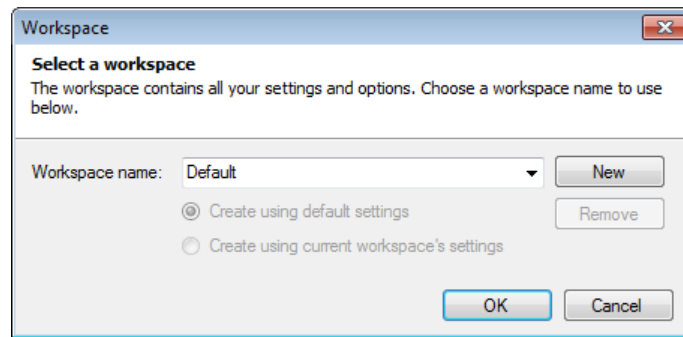 Workspace
Select a workspace
The workspace contains all your settings and options. Choose a workspace name to use
below.
Workspace name: Default New
Create using default settings Remove
Create using current workspace's settings
OK Cancel